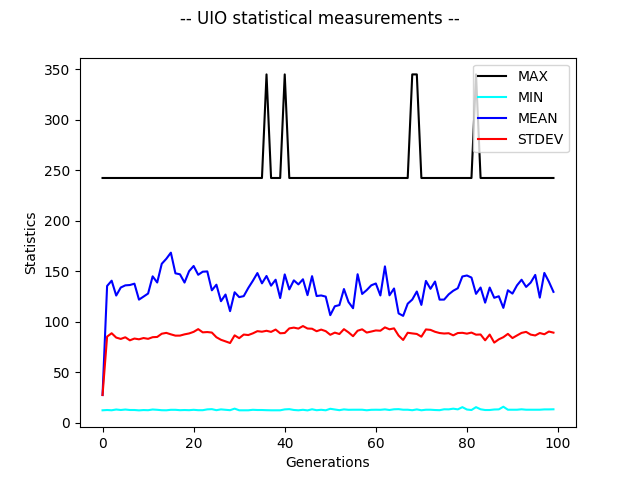 -- UIO statistical measurements --
350
300
250
200
150
100
50
0
Statistics
MAX
MIN
MEAN
STDEV
0 20 40 60 80 100
Generations